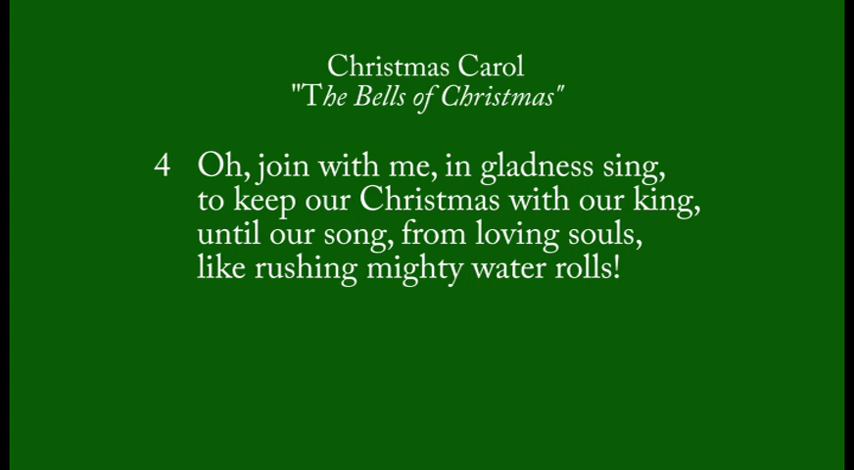 Christmas Carol
"The Bells of Christmas"
4 Oh, join with me, in gladness sing,
to keep our Christmas with our king,
until our song, from loving souls,
like rushing mighty water rolls!